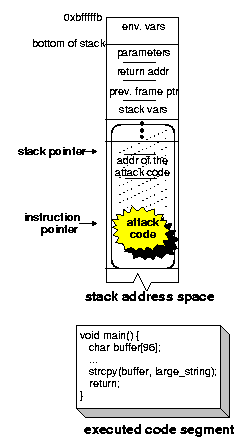 0xbfffffb
env. vars
bottom of stack
parameters
return addr
prev. frame ptr
stack vars
stack pointer
addr of the
attack code
instruction
pointer
attack
code
stack address space
void main() {
char buffer[96];
...
strcpy(buffer, large_string);
return;
}
executed code segment